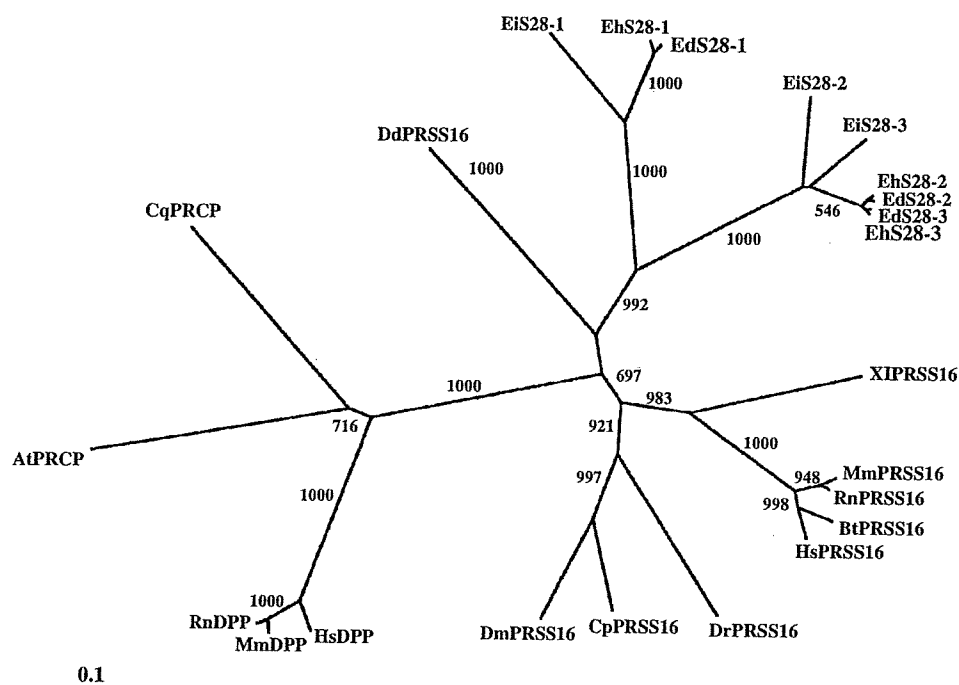 EiS28-1
EhS28-1
EdS28-1
1000
EiS28-2
EiS28-3
DdPRSS16
1000
1000
EhS28-2
EdS28-2
EdS28-3
EhS28-3
546
CqPRCP
1000
992
XIPRSS16
697
1000
983
716
921
AtPRCP
1000
MmPRSS16
948
RnPRSS16
997
1000
998
BtPRSS16
HsPRSS16
1000
RnDPP
MmDPP
HsDPP
DmPRSS16
CpPRSS16
DrPRSS16
0.1